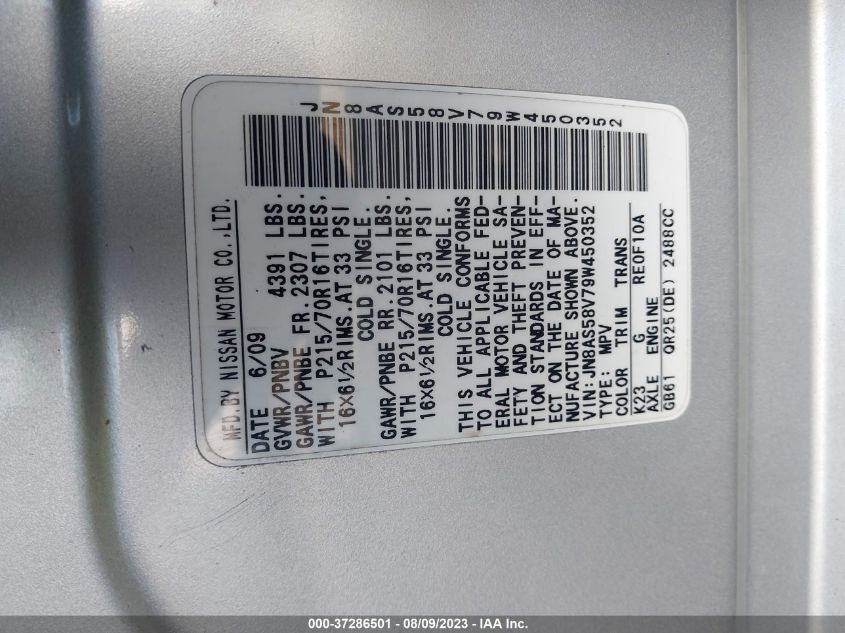 JN8AS58V79W450352
MFD.BY NISSAN MOTOR CO.,LTD.
DATE 6/09
GVWR/PNBV 4391 LBS.
GAWR/PNBE FR.2307 LBS.
WITH P215/70R16TIRES,
16X6½RIMS.AT 33 PSI
COLD SINGLE.
GAWR/PNBE RR.2101 LBS.
WITH P215/70R16TIRES,
16X6½RIMS.AT 33 PSI
COLD SINGLE.
THIS VEHICLE CONFORMS
TO ALL APPLICABLE FED-
ERAL MOTOR VEHICLE SA-
FETY AND THEFT PREVEN-
TION STANDARDS IN EFF-
ECT ON THE DATE OF MA-
NUFACTURE SHOWN ABOVE.
VIN:JN8AS58V79W450352
TYPE: MPV
COLOR TRIM TRANS
K23 G RE0F10A
AXLE ENGINE
GB61 QR25(DE) 2488CC
000-37286501 - 08/09/2023 - IAA Inc.